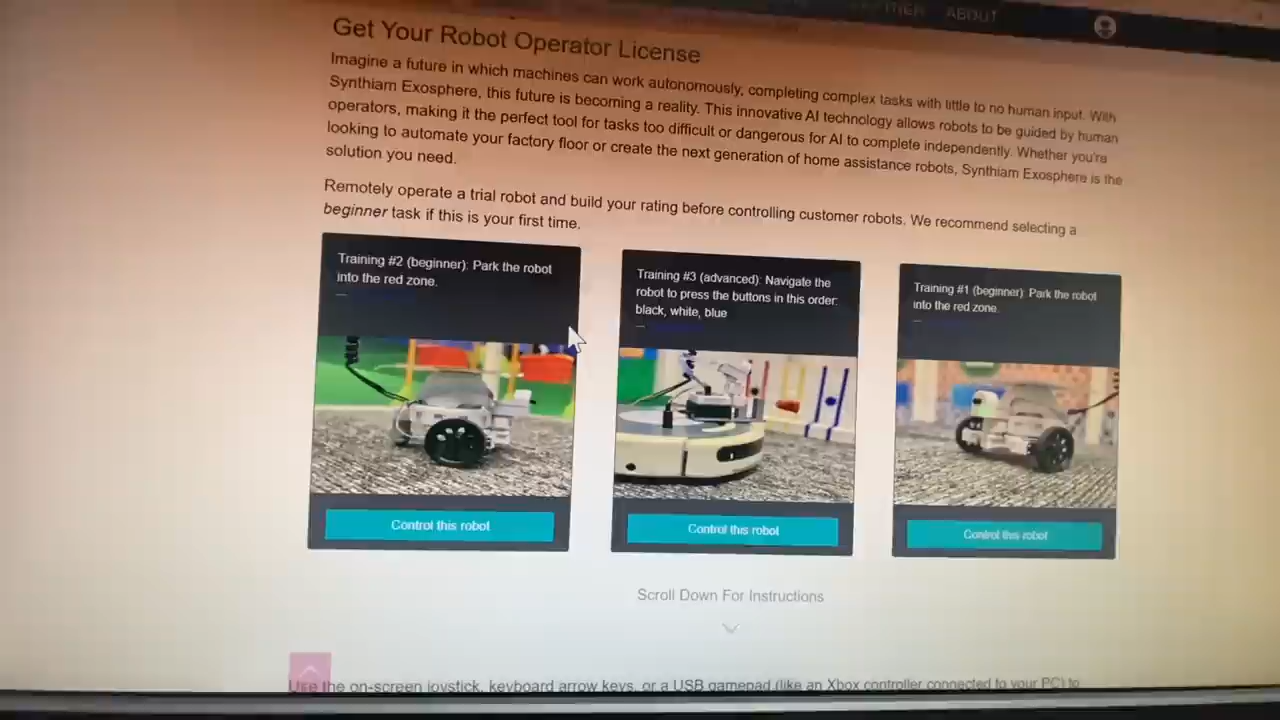 ABOUT
Get Your Robot Operator License
Imagine a future in which machines can work autonomously, completing complex tasks with little to no human input. With
Synthiam Exosphere, this future is becoming a reality. This innovative AI technology allows robots to be guided by human
operators, making it the perfect tool for tasks too difficult or dangerous for AI to complete independently. Whether you're
looking to automate your factory floor or create the next generation of home assistance robots, Synthiam Exosphere is the
solution you need.
Remotely operate a trial robot and build your rating before controlling customer robots. We recommend selecting a
beginner task if this is your first time.
Training #2 (beginner): Park the robot
into the red zone.
Control this robot
Training #3 (advanced): Navigate the
robot to press the buttons in this order:
black, white, blue
Control this robot
Training #1 (beginner): Park the robot
into the red zone.
Control this robot
Scroll Down For Instructions
Use the on-screen joystick, keyboard arrow keys, or a USB gamepad (like an Xbox controller connected to your PC) to